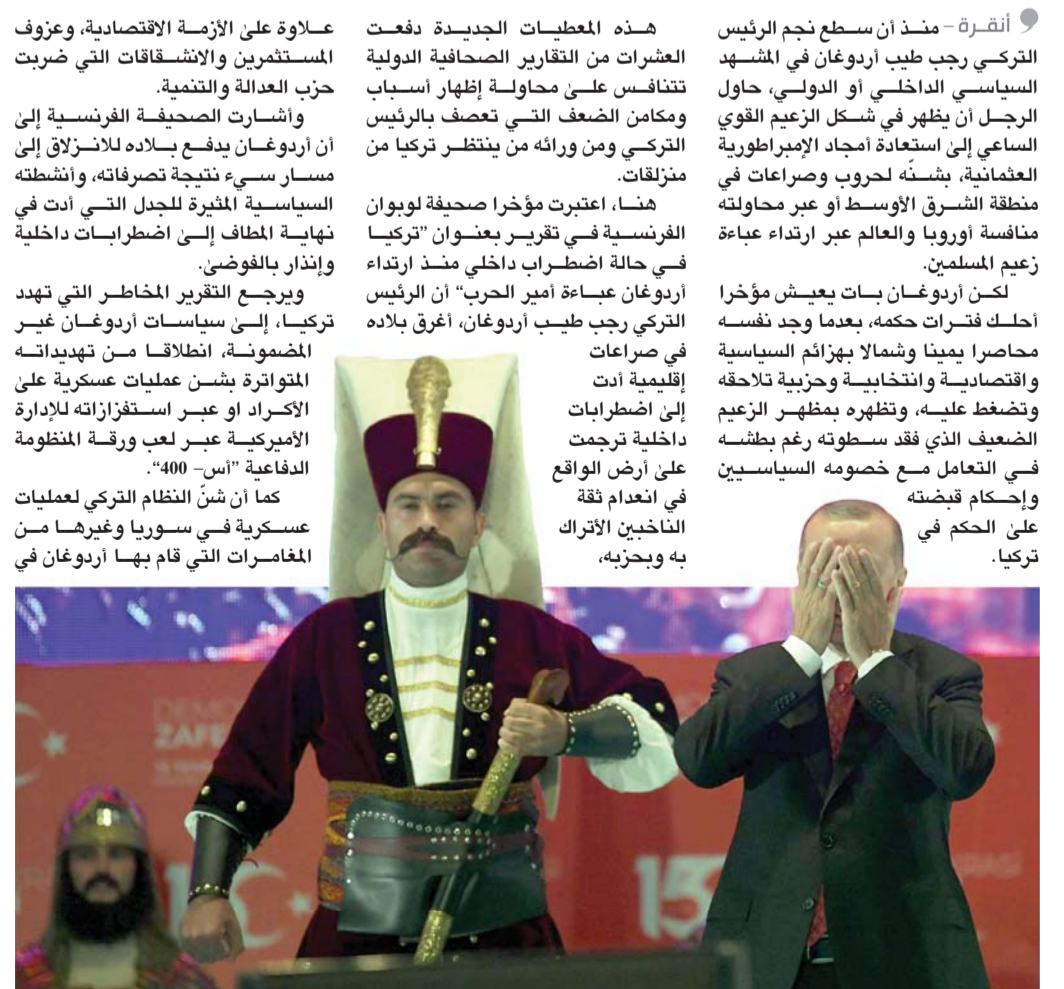 أنقرة – منذ أن سطع نجم الرئيس
التركي رجب طيب أردوغان في المشهد
السياسي الداخلي أو الدولي، حاول
الرجل أن يظهر في شكل الزعيم القوي
الساعي إلى استعادة أمجاد الإمبراطورية
العثمانية، بشنّه لحروب وصراعات في
منطقة الشرق الأوسط أو عبر محاولته
منافسة أوروبا والعالم عبر ارتداء عباءة
زعيم المسلمين.
لكن أردوغان بات يعيش مؤخرا
أحلك فترات حكمه، بعدما وجد نفسه
محاصرا يمينا وشمالا بهزائم السياسية
واقتصادية وانتخابية وحزبية تلاحقه
وتضغط عليه، وتظهره بمظهر الزعيم
الضعيف الذي فقد سطوته رغم بطشه
في التعامل مع خصومه السياسيين
وإحكام قبضته
على الحكم في
تركيا.
هذه المعطيات الجديدة دفعت
العشرات من التقارير الصحافية الدولية
تتنافس على محاولة إظهار أسباب
ومكامن الضعف التي تعصف بالرئيس
التركي ومن ورائه من ينتظر تركيا من
منزلقات.
هنا، اعتبرت مؤخرا صحيفة لوبوان
الفرنسية في تقرير بعنوان ”تركيا
في حالة اضطراب داخلي منذ ارتداء
أردوغان عباءة أمير الحرب“ أن الرئيس
التركي رجب طيب أردوغان، أغرق بلاده
في صراعات
إقليمية أدت
إلى اضطرابات
داخلية ترجمت
على أرض الواقع
في انعدام ثقة
الناخبين الأتراك
به وبحزبه،
علاوة على الأزمة الاقتصادية، وعزوف
المستثمرين والانشقاقات التي ضربت
حزب العدالة والتنمية.
وأشارت الصحيفة الفرنسية إلى
أن أردوغان يدفع بلاده للانزلاق إلى
مسار سيء نتيجة تصرفاته، وأنشطته
السياسية المثيرة للجدل التي أدت في
نهاية المطاف إلى اضطرابات داخلية
وإنذار بالفوضى.
ويرجع التقرير المخاطر التي تهدد
تركيا، إلى سياسات أردوغان غير
المضمونة، انطلاقا من تهديداته
المتواترة بشن عمليات عسكرية على
الأكراد او عبر استفزازاته للإدارة
الأميركية عبر لعب ورقة المنظومة
الدفاعية ”أس– 400“.
كما أن شنّ النظام التركي لعمليات
عسكرية في سوريا وغيرها من
المغامرات التي قام بها أردوغان في
ZAFE
15